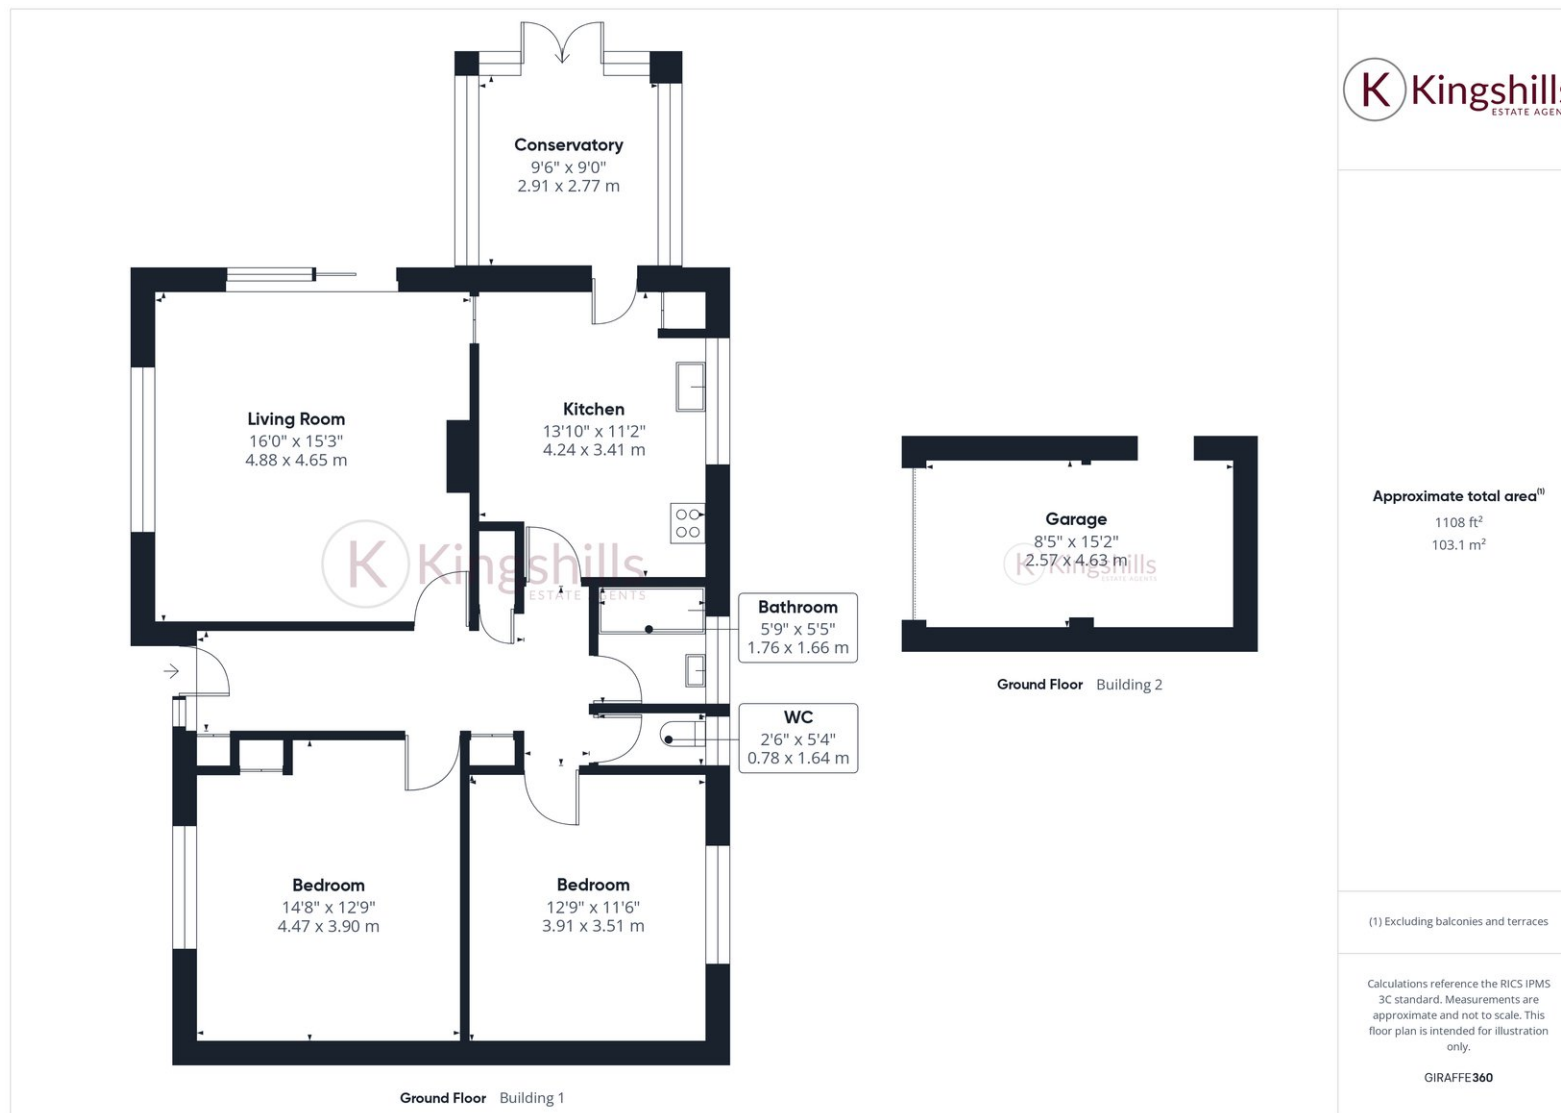 Conservatory
9'6" x 9'0"
2.91 x 2.77 m
Living Room
16'0" x 15'3"
4.88 x 4.65 m
Kitchen
13'10" x 11'2"
4.24 x 3.41 m
K Kingshills
ESTATE AGENTS
Bathroom
5'9" x 5'5"
1.76 x 1.66 m
WC
2'6" x 5'4"
0.78 x 1.64 m
Bedroom
14'8" x 12'9"
4.47 x 3.90 m
Bedroom
12'9" x 11'6"
3.91 x 3.51 m
Ground Floor Building 1
Garage
8'5" x 15'2"
2.57 x 4.63 m
K Kingshills
ESTATE AGENTS
Ground Floor Building 2
K Kingshills
ESTATE AGEN
Approximate total area(1)
1108 ft²
103.1 m²
(1) Excluding balconies and terraces
Calculations reference the RICS IPMS
3C standard. Measurements are
approximate and not to scale. This
floor plan is intended for illustration
only.
GIRAFFE360